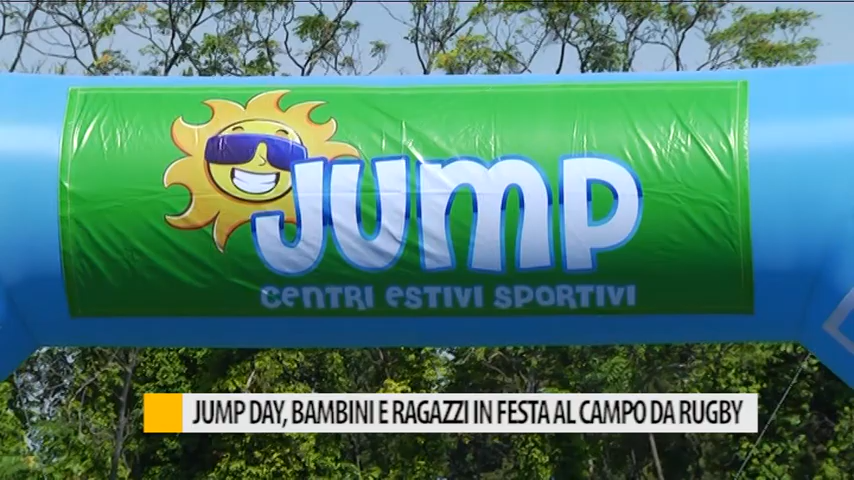 JUMP
CENTRI ESTIVI SPORTIVI
JUMP DAY, BAMBINI E RAGAZZI IN FESTA AL CAMPO DA RUGBY